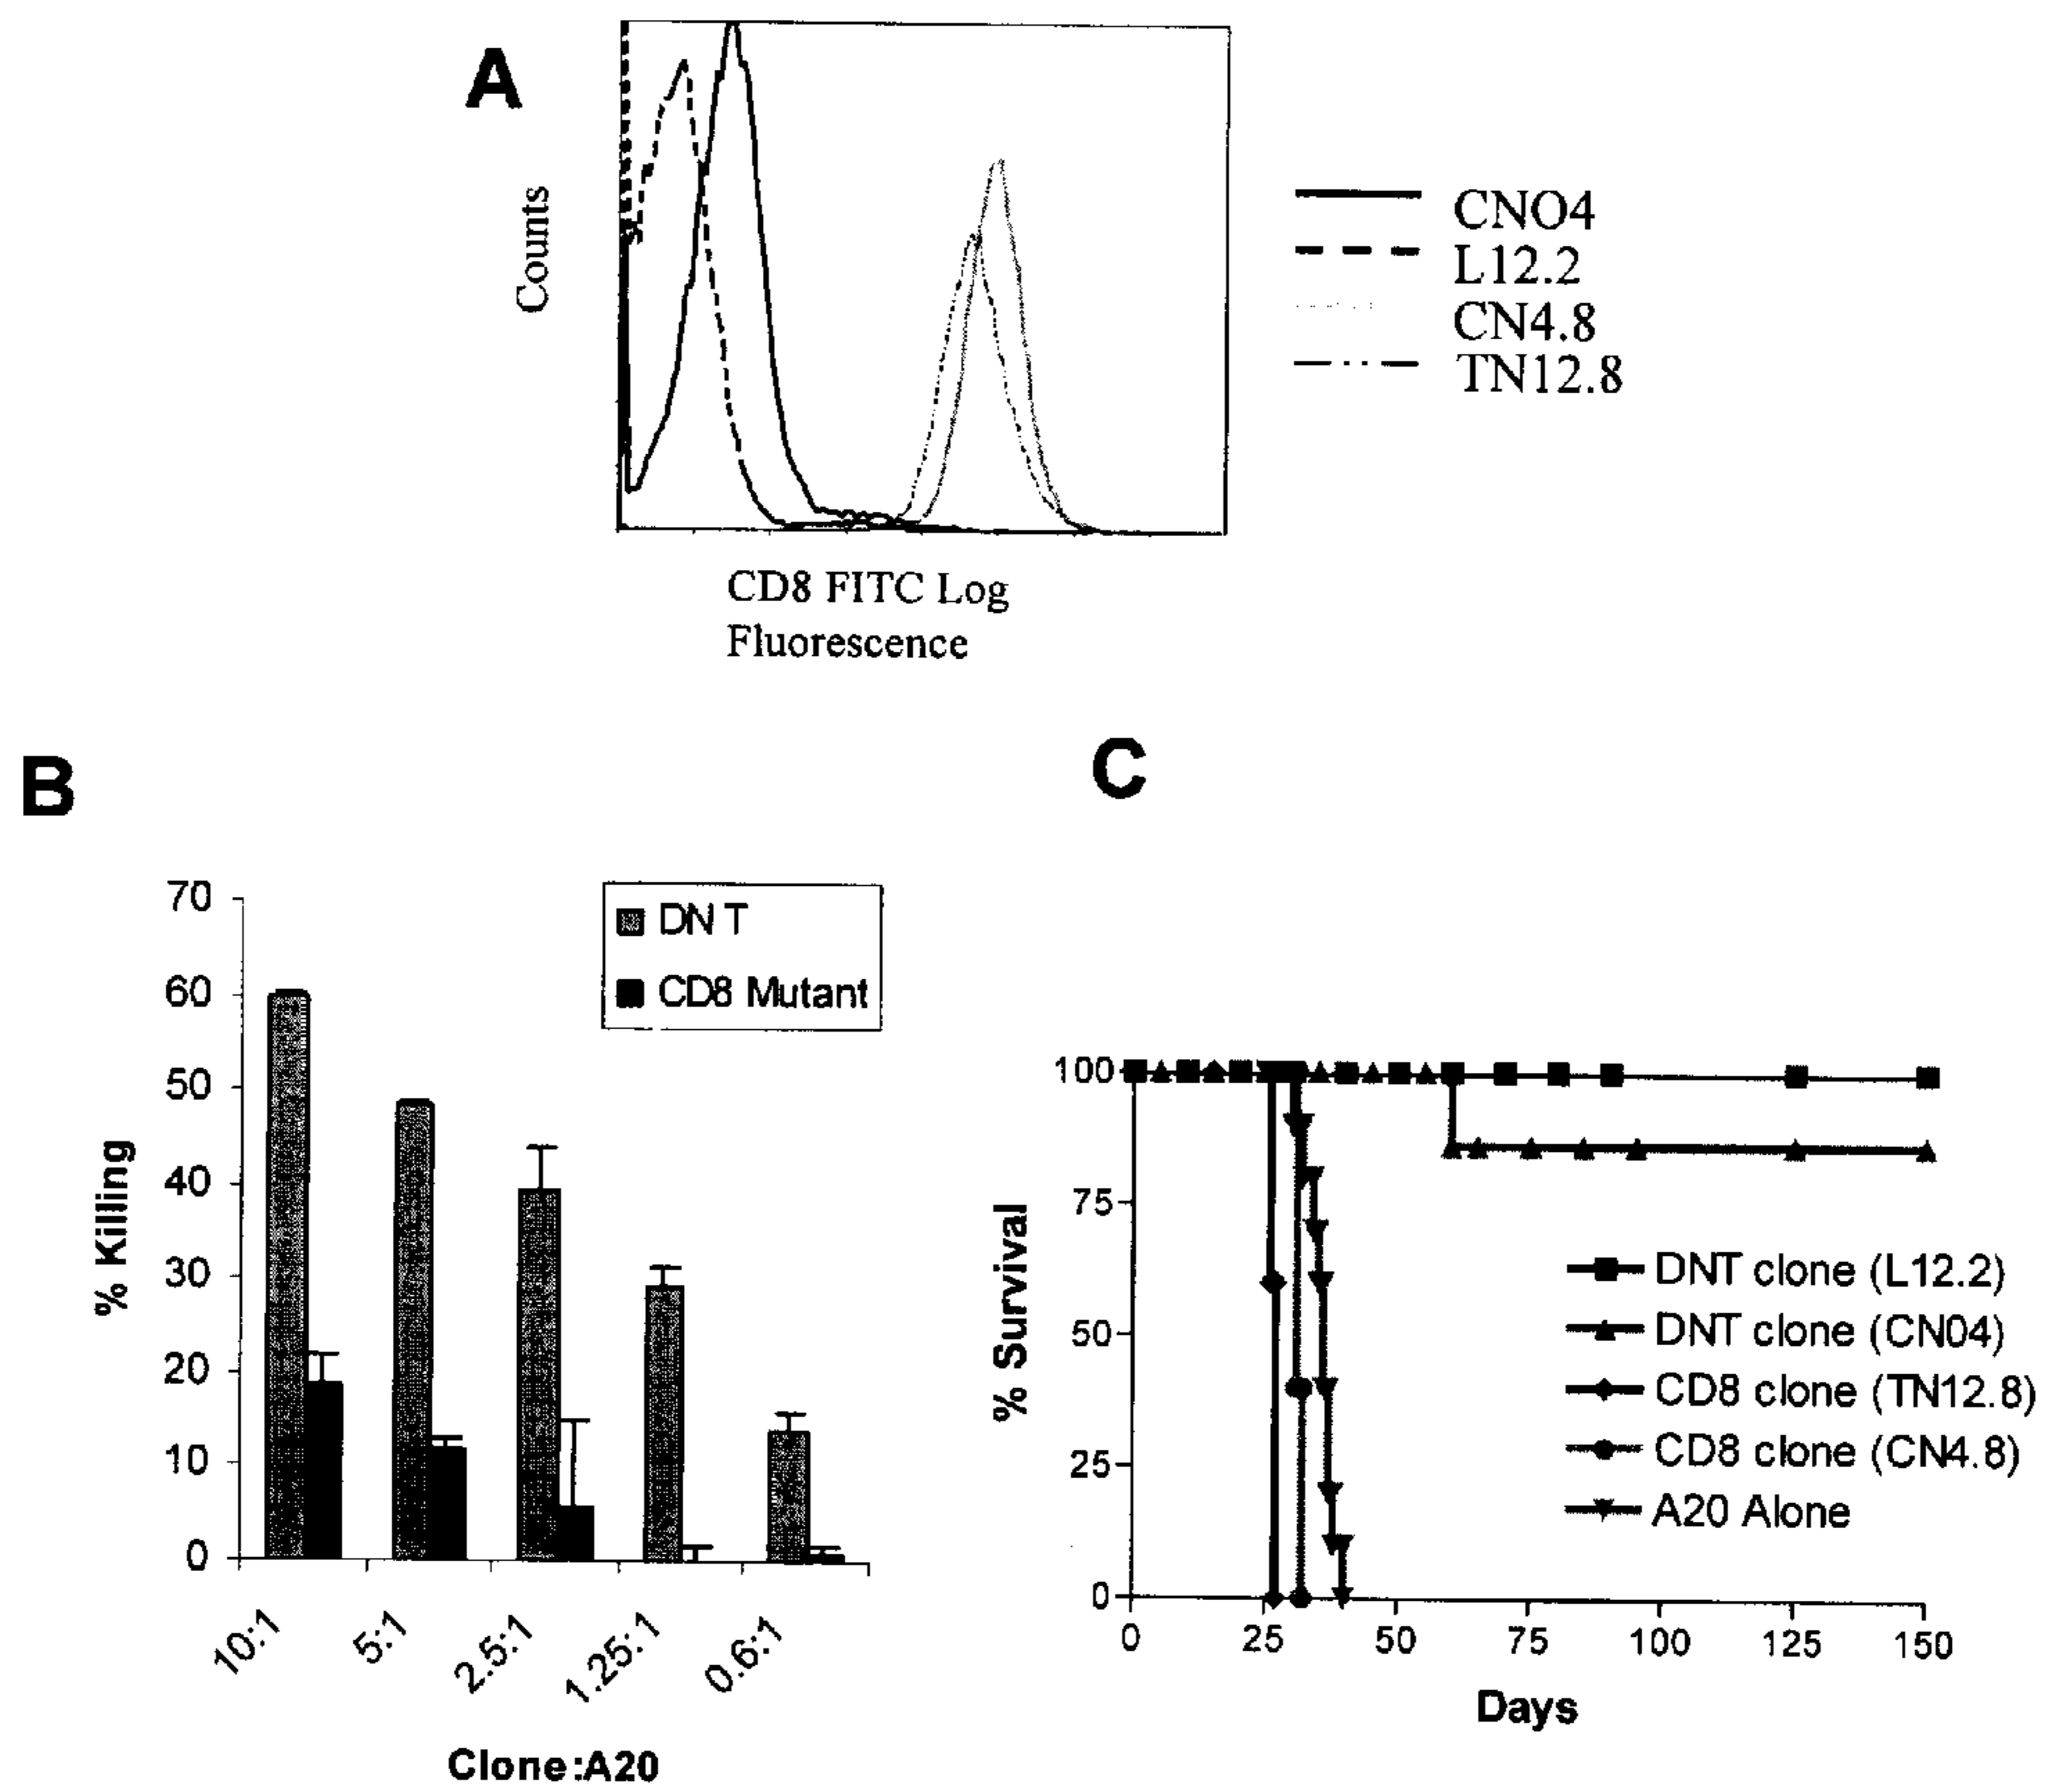 A
Counts
CNO4
L12.2
CN4.8
TN12.8
CD8 FITC Log
Fluorescence
B
% Killing
70
60
50
40
30
20
10
0
DN T
CD8 Mutant
10:1
5:1
2.5:1
1.25:1
0.6:1
Clone:A20
C
% Survival
100
75
50
25
0
DNT clone (L12.2)
DNT clone (CN04)
CD8 clone (TN12.8)
CD8 clone (CN4.8)
A20 Alone
0
25
50
75
100
125
150
Days